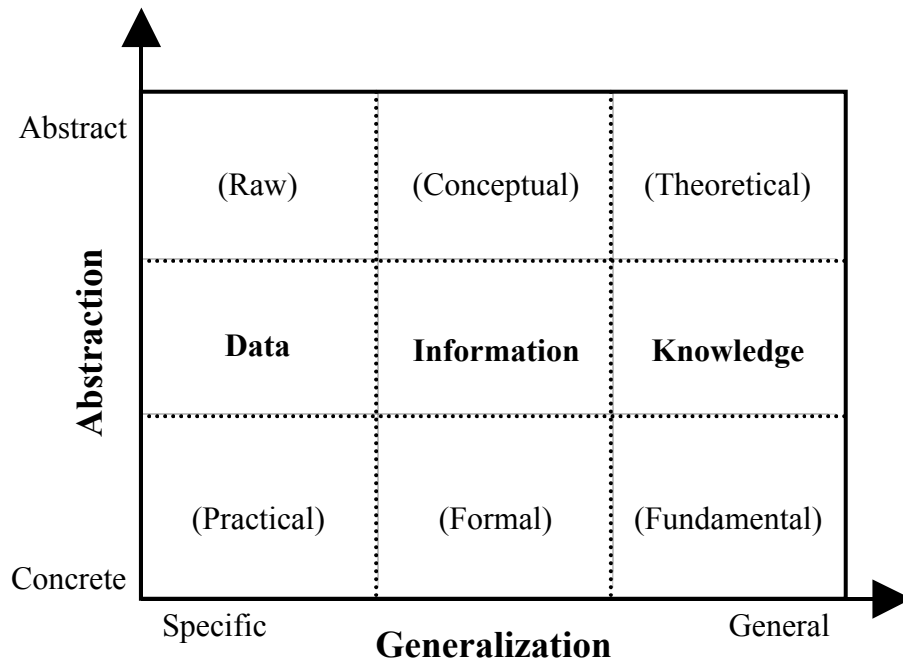 Abstract
(Raw) (Conceptual) (Theoretical)
Abstraction
Data Information Knowledge
(Practical) (Formal) (Fundamental)
Concrete
Specific General
Generalization